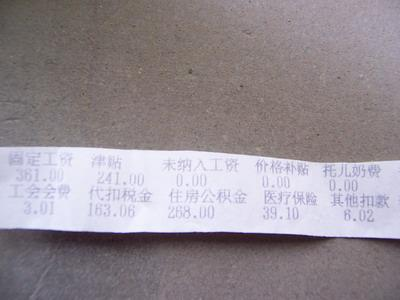 固定工资 津贴 未纳入工资 价格补贴 托儿奶费
361.00 241.00 0.00 0.00 0.00
工会会费 代扣税金 住房公积金 医疗保险 其他扣款
3.01 163.06 268.00 39.10 6.02